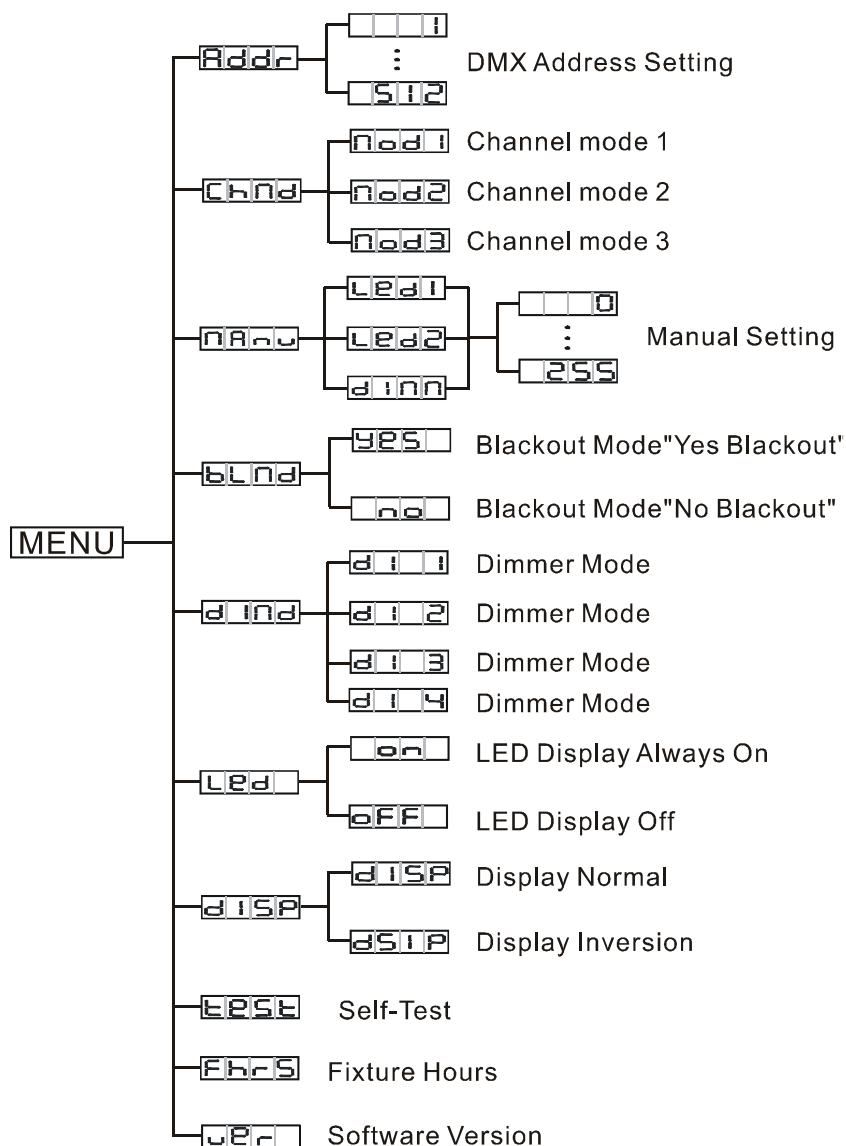 Addr
1
512
DMX Address Setting
ChNd
Nod1
Channel mode 1
Nod2
Channel mode 2
Nod3
Channel mode 3
NAnu
Led1
Led2
dINN
0
255
Manual Setting
bLNd
yes
Blackout Mode"Yes Blackout"
no
Blackout Mode"No Blackout"
MENU
dINd
dI 1
Dimmer Mode
dI 2
Dimmer Mode
dI 3
Dimmer Mode
dI 4
Dimmer Mode
Led
on
LED Display Always On
oFF
LED Display Off
dISP
dISP
Display Normal
dSIP
Display Inversion
test
Self-Test
FhrS
Fixture Hours
ver
Software Version